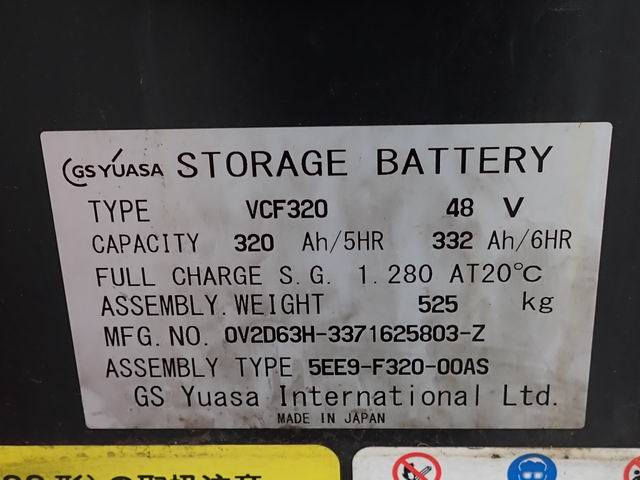 GS YUASA STORAGE BATTERY
TYPE VCF320 48 V
CAPACITY 320 Ah/5HR 332 Ah/6HR
FULL CHARGE S.G. 1.280 AT20℃
ASSEMBLY.WEIGHT 525 kg
MFG.NO. 0V2D63H-3371625803-Z
ASSEMBLY TYPE 5EE9-F320-00AS
GS Yuasa International Ltd.
MADE IN JAPAN